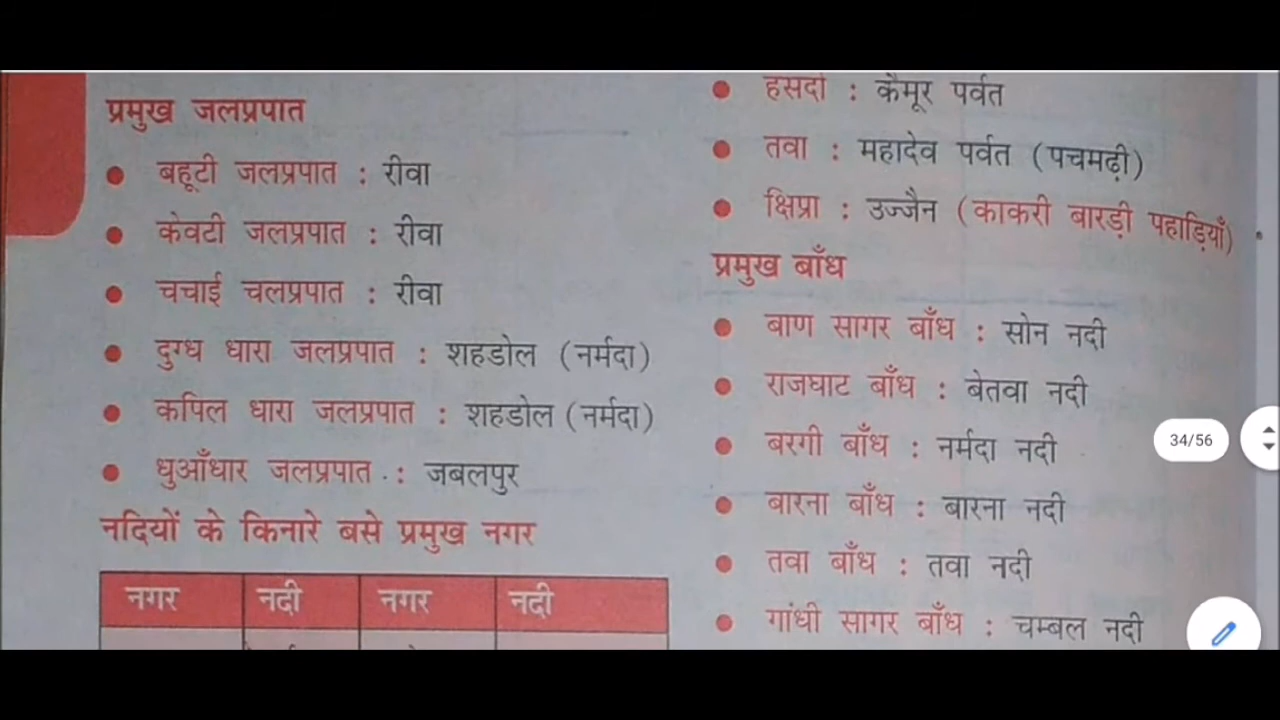 प्रमुख जलप्रपात
● बहूटी जलप्रपात : रीवा
● केवटी जलप्रपात : रीवा
● चचाई चलप्रपात : रीवा
● दुग्ध धारा जलप्रपात : शहडोल (नर्मदा)
● कपिल धारा जलप्रपात : शहडोल (नर्मदा)
● धुआँधार जलप्रपात : जबलपुर
नदियों के किनारे बसे प्रमुख नगर
नगर नदी नगर नदी
● हसदो : कैमूर पर्वत
● तवा : महादेव पर्वत (पचमढ़ी)
● क्षिप्रा : उज्जैन (काकरी बारड़ी पहाड़ियाँ)
प्रमुख बाँध
● बाण सागर बाँध : सोन नदी
● राजघाट बाँध : बेतवा नदी
● बरगी बाँध : नर्मदा नदी
● बारना बाँध : बारना नदी
● तवा बाँध : तवा नदी
● गांधी सागर बाँध : चम्बल नदी
34/56